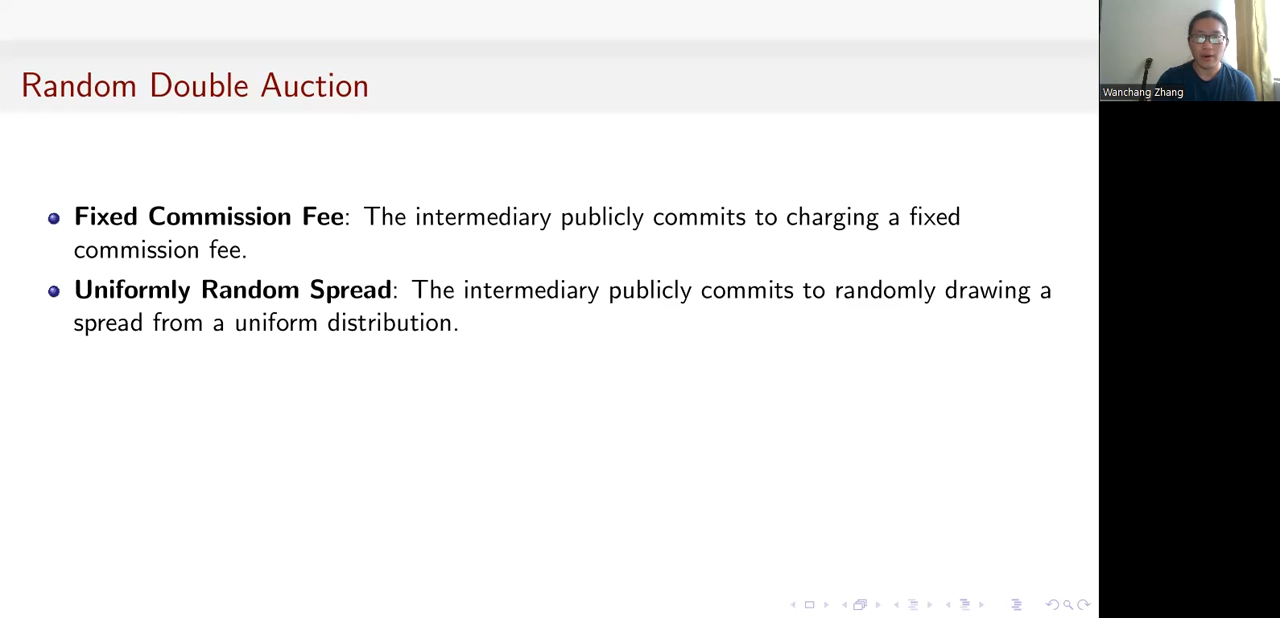 Random Double Auction
Wanchang Zhang
Fixed Commission Fee: The intermediary publicly commits to charging a fixed
commission fee.
Uniformly Random Spread: The intermediary publicly commits to randomly drawing a
spread from a uniform distribution.